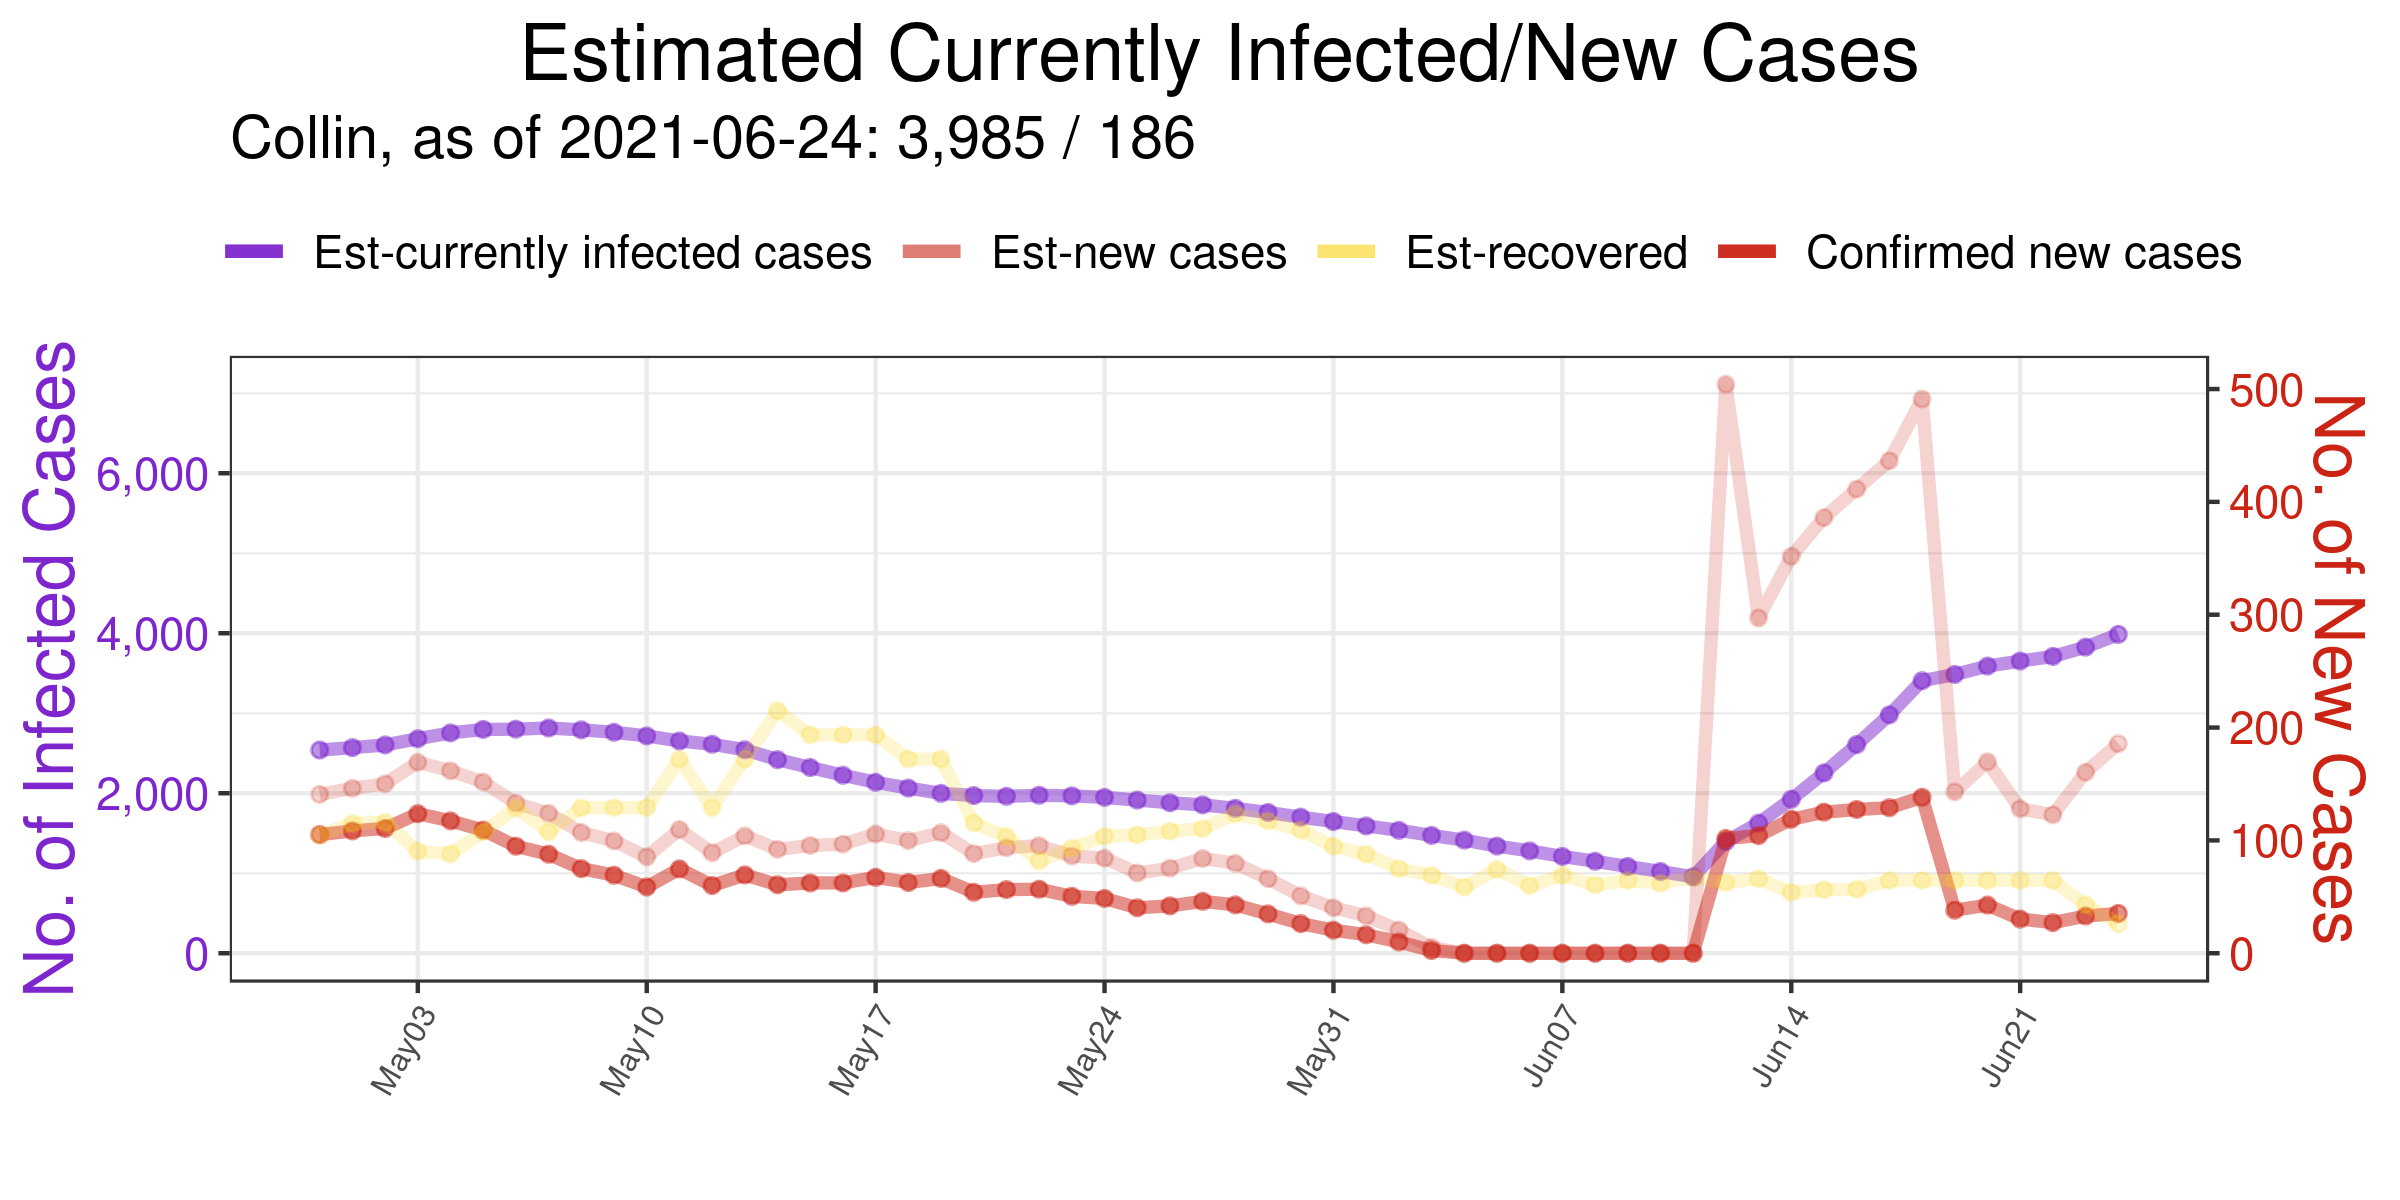 Estimated Currently Infected/New Cases
Collin, as of 2021-06-24: 3,985 / 186
Est-currently infected cases Est-new cases Est-recovered Confirmed new cases
No. of Infected Cases
6,000
4,000
2,000
0
500
400
300
200
100
0
No. of New Cases
May03 May10 May17 May24 May31 Jun07 Jun14 Jun21